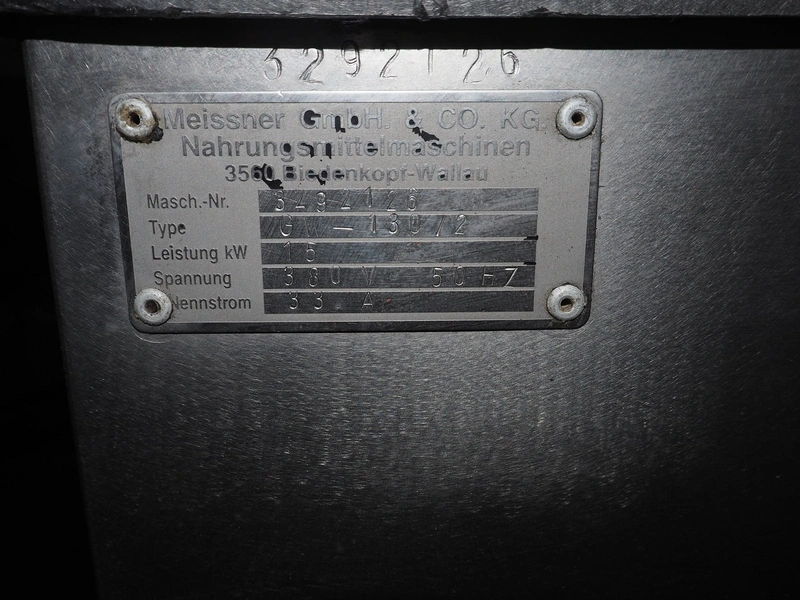 3292126
Meissner GmbH. & CO. KG.
Nahrungsmittelmaschinen
3560 Biedenkopf-Wallau
Masch.-Nr. 3294126
Type GW-130/2
Leistung kW 15
Spannung 380 V 50 HZ
Nennstrom 33 A